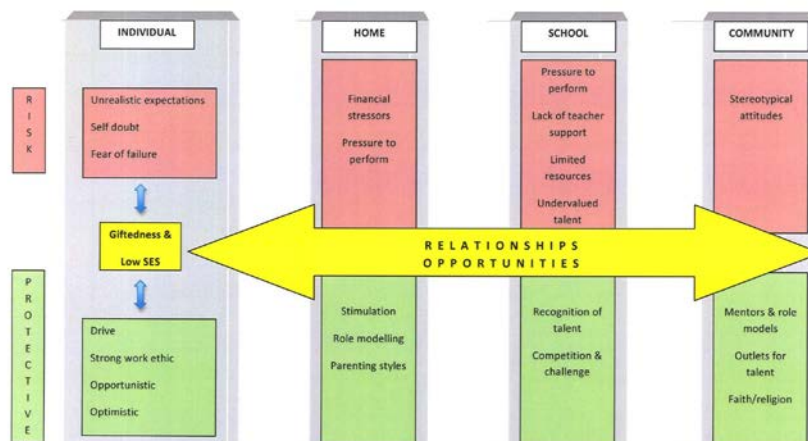 INDIVIDUAL
HOME
SCHOOL
COMMUNITY
RISK
Unrealistic expectations
Self doubt
Fear of failure
Financial
stressors
Pressure to
perform
Pressure to
perform
Lack of teacher
support
Limited
resources
Undervalued
talent
Stereotypical
attitudes
Giftedness &
Low SES
RELATIONSHIPS
OPPORTUNITIES
PROTECTIVE
Drive
Strong work ethic
Opportunistic
Optimistic
Stimulation
Role modelling
Parenting styles
Recognition of
talent
Competition &
challenge
Mentors & role
models
Outlets for
talent
Faith/religion